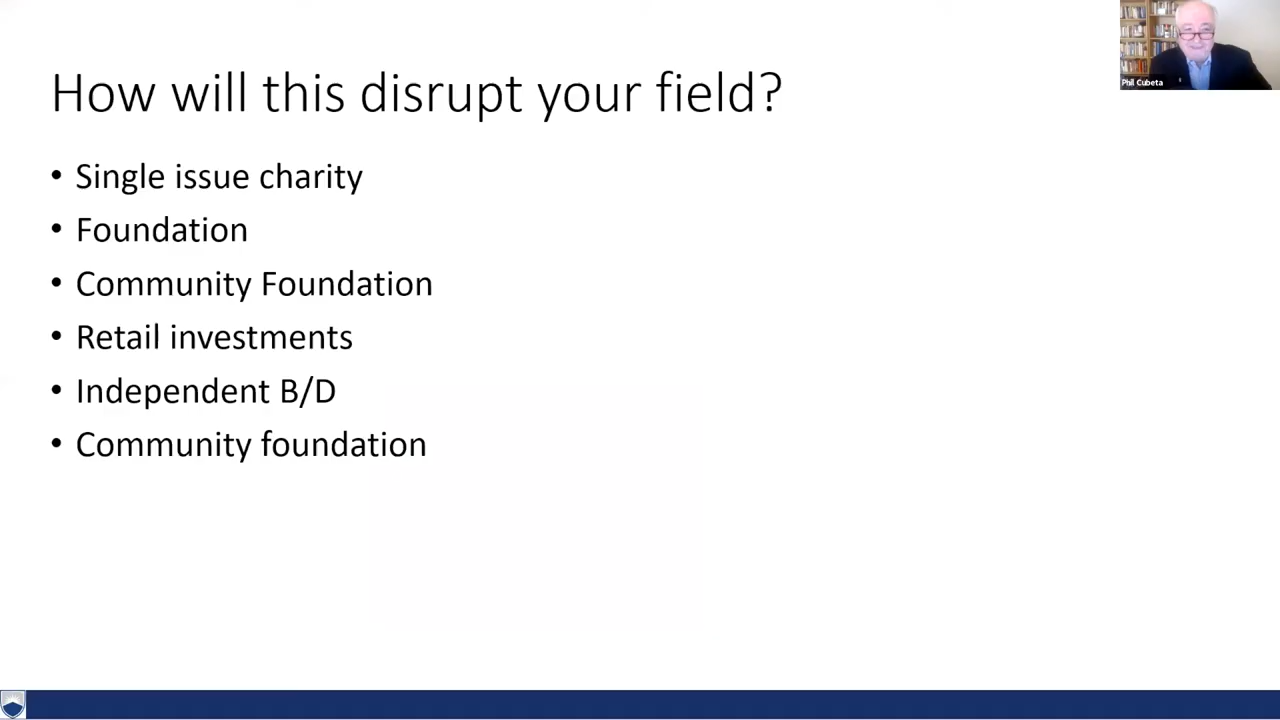 How will this disrupt your field?
• Single issue charity
• Foundation
• Community Foundation
• Retail investments
• Independent B/D
• Community foundation
Phil Cubeta